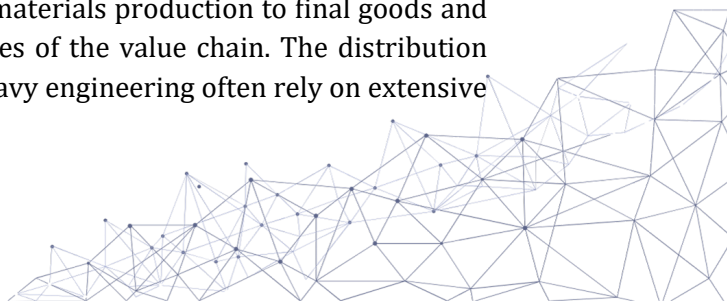 materials production to final goods and
es of the value chain. The distribution
avy engineering often rely on extensive